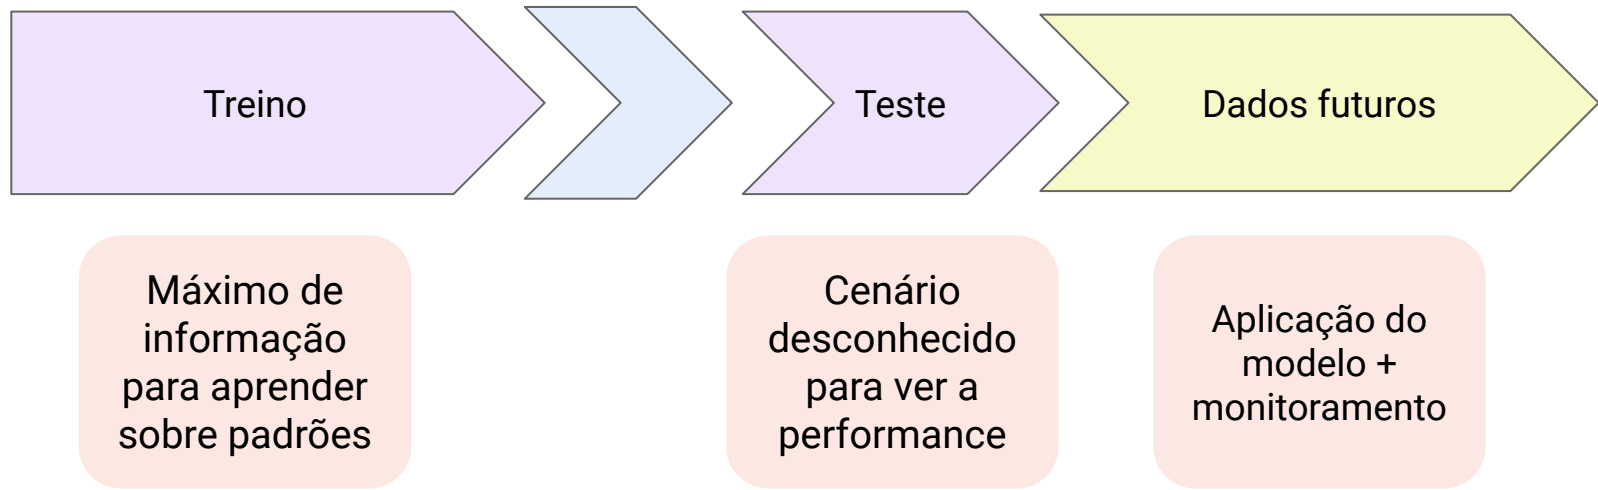 Treino
Teste
Dados futuros
Máximo de
informação
para aprender
sobre padrões
Cenário
desconhecido
para ver a
performance
Aplicação do
modelo +
monitoramento